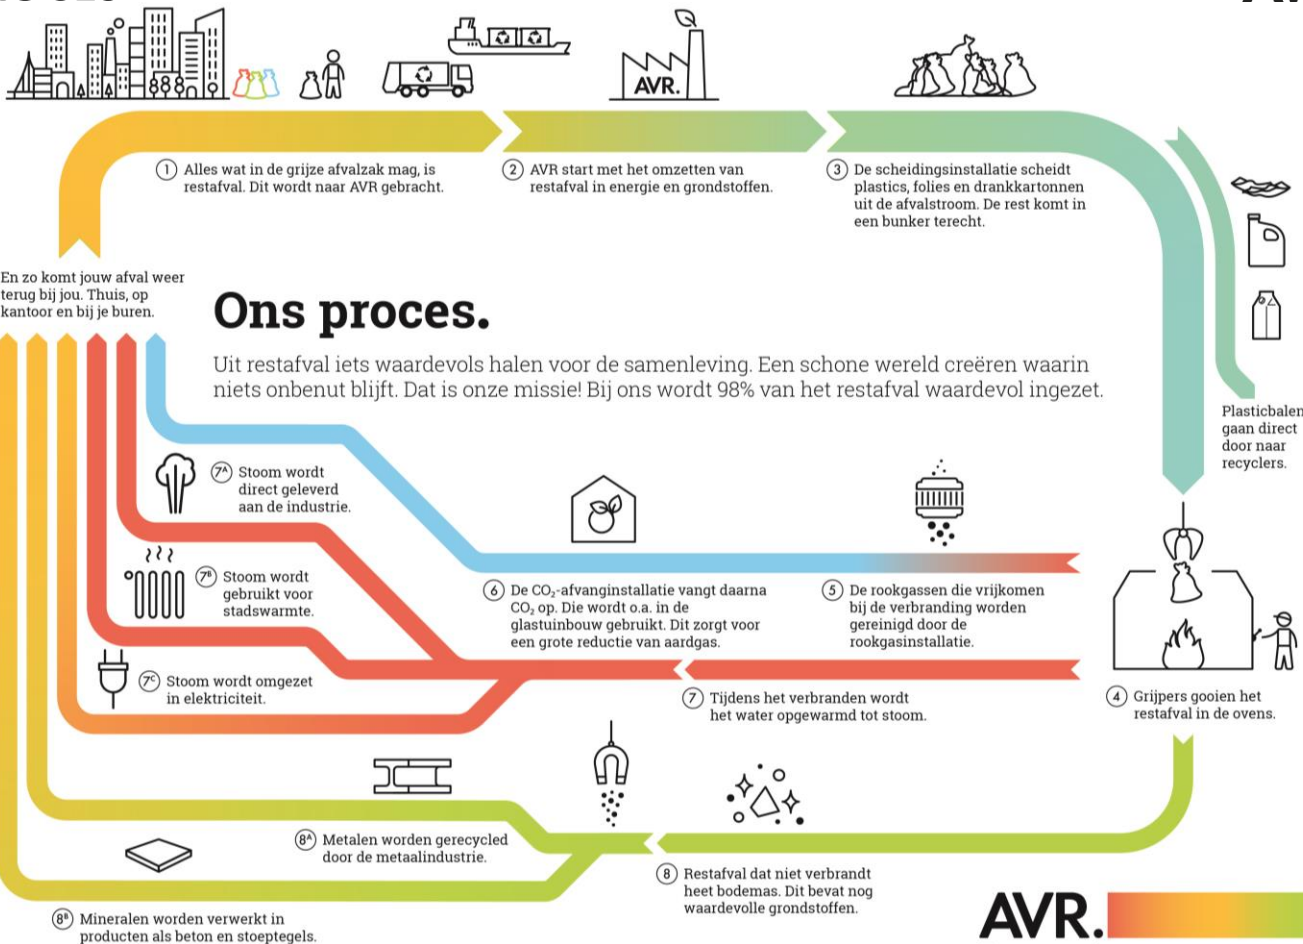 AVR.
1 Alles wat in de grijze afvalzak mag, is
restafval. Dit wordt naar AVR gebracht.
2 AVR start met het omzetten van
restafval in energie en grondstoffen.
3 De scheidingsinstallatie scheidt
plastics, folies en drankkartonnen
uit de afvalstroom. De rest komt in
een bunker terecht.
En zo komt jouw afval weer
terug bij jou. Thuis, op
kantoor en bij je buren.
Ons proces.
Uit restafval iets waardevols halen voor de samenleving. Een schone wereld creëren waarin
niets onbenut blijft. Dat is onze missie! Bij ons wordt 98% van het restafval waardevol ingezet.
Plasticbalen
gaan direct
door naar
recyclers.
7A Stoom wordt
direct geleverd
aan de industrie.
7B Stoom wordt
gebruikt voor
stadswarmte.
7C Stoom wordt omgezet
in elektriciteit.
6 De CO₂-afvanginstallatie vangt daarna
CO₂ op. Die wordt o.a. in de
glastuinbouw gebruikt. Dit zorgt voor
een grote reductie van aardgas.
5 De rookgassen die vrijkomen
bij de verbranding worden
gereinigd door de
rookgasinstallatie.
4 Grijpers gooien het
restafval in de ovens.
7 Tijdens het verbranden wordt
het water opgewarmd tot stoom.
8A Metalen worden gerecycled
door de metaalindustrie.
8 Restafval dat niet verbrandt
heet bodemas. Dit bevat nog
waardevolle grondstoffen.
8B Mineralen worden verwerkt in
producten als beton en stoeptegels.
AVR.